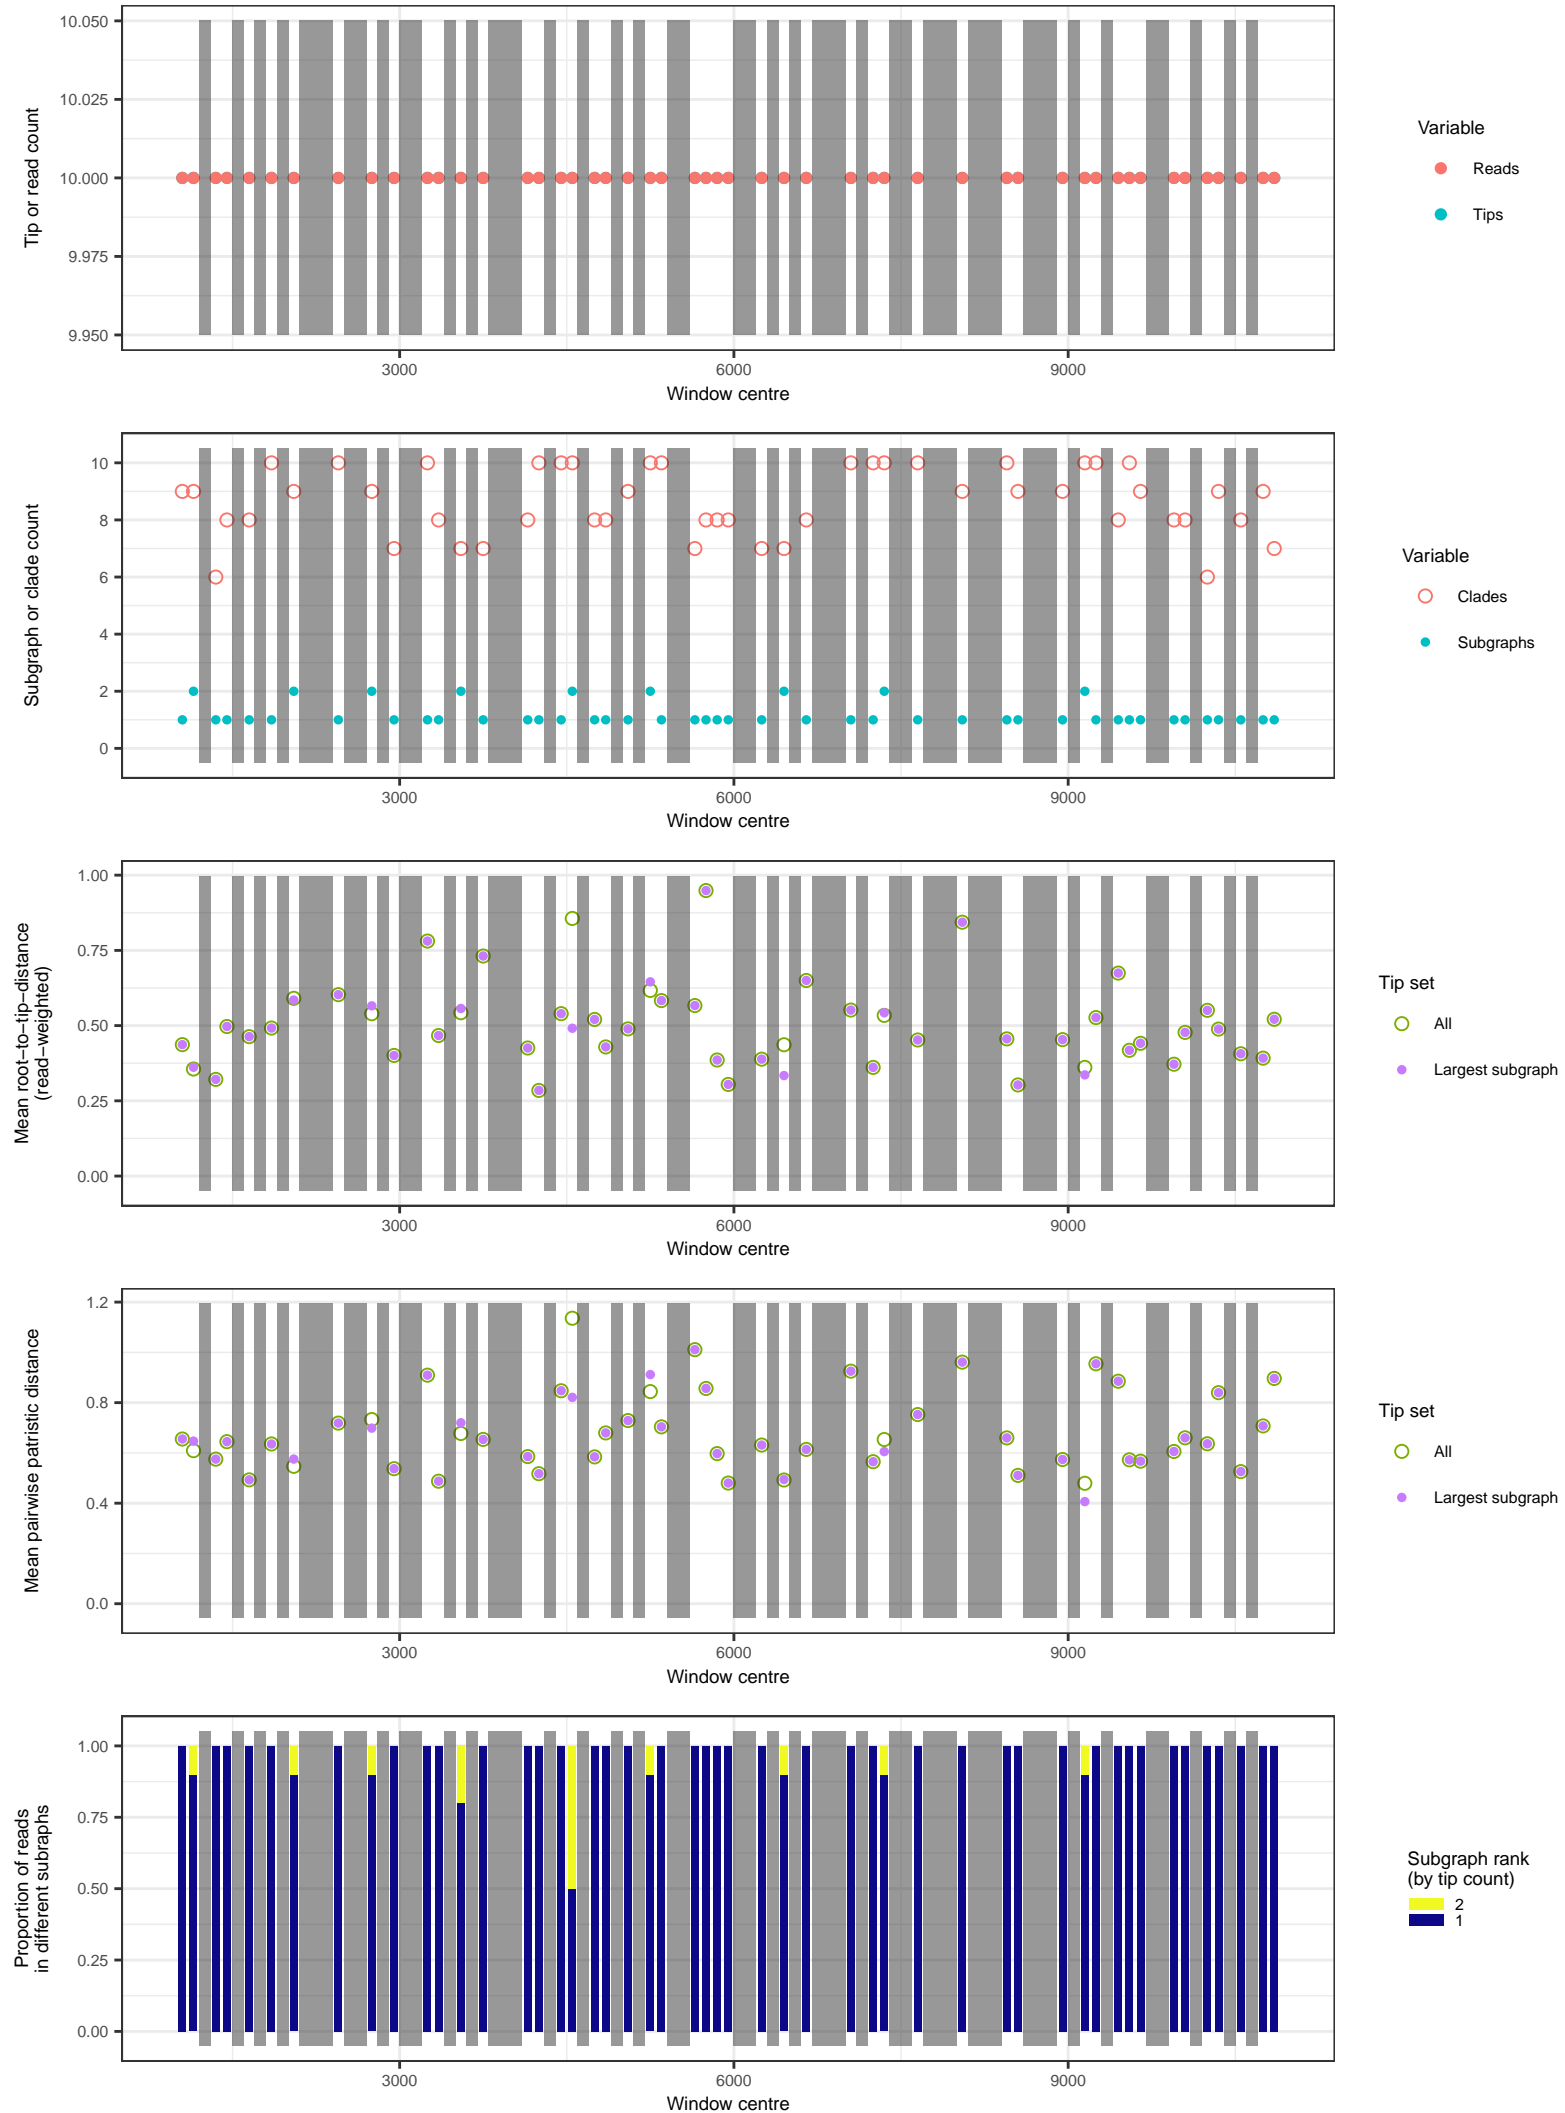 10.050
10.025
10.000
9.975
9.950
Tip or read count
3000
6000
9000
Window centre
Variable
Reads
Tips
10
8
6
4
2
0
Subgraph or clade count
3000
6000
9000
Window centre
Variable
Clades
Subgraphs
1.00
0.75
0.50
0.25
0.00
Mean root−to−tip−distance
(read−weighted)
3000
6000
9000
Window centre
Tip set
All
Largest subgraph
1.2
0.8
0.4
0.0
Mean pairwise patristic distance
3000
6000
9000
Window centre
Tip set
All
Largest subgraph
1.00
0.75
0.50
0.25
0.00
Proportion of reads
in different subraphs
3000
6000
9000
Window centre
Subgraph rank
(by tip count)
2
1